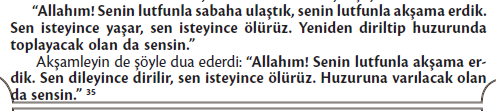 “Allahım! Senin lutfunla sabaha ulaştık, senin lutfunla akşama erdik.
Sen isteyince yaşar, sen isteyince ölürüz. Yeniden diriltip huzurunda
toplayacak olan da sensin.”
Akşamleyin de şöyle dua ederdi: “Allahım! Senin lutfunla akşama er-
dik. Sen dileyince dirilir, sen isteyince ölürüz. Huzuruna varılacak olan
da sensin.” 35